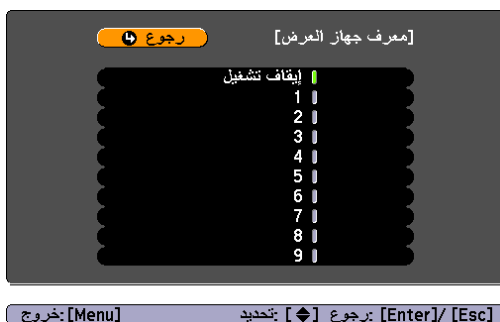 [معرف جهاز العرض]
رجوع
إيقاف تشغيل
1
2
3
4
5
6
7
8
9
[Esc] /[Enter] :رجوع [◆] :تحديد [Menu] :خروج